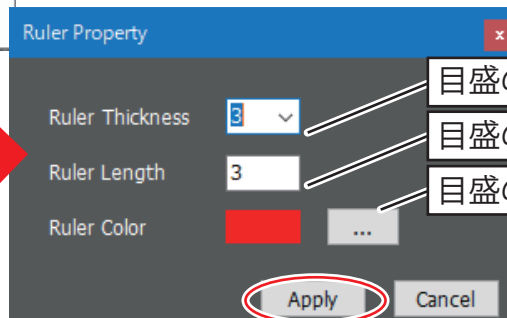 Ruler Property
x
Ruler Thickness 3
目盛の
Ruler Length 3
目盛の
Ruler Color ...
目盛の
Apply Cancel